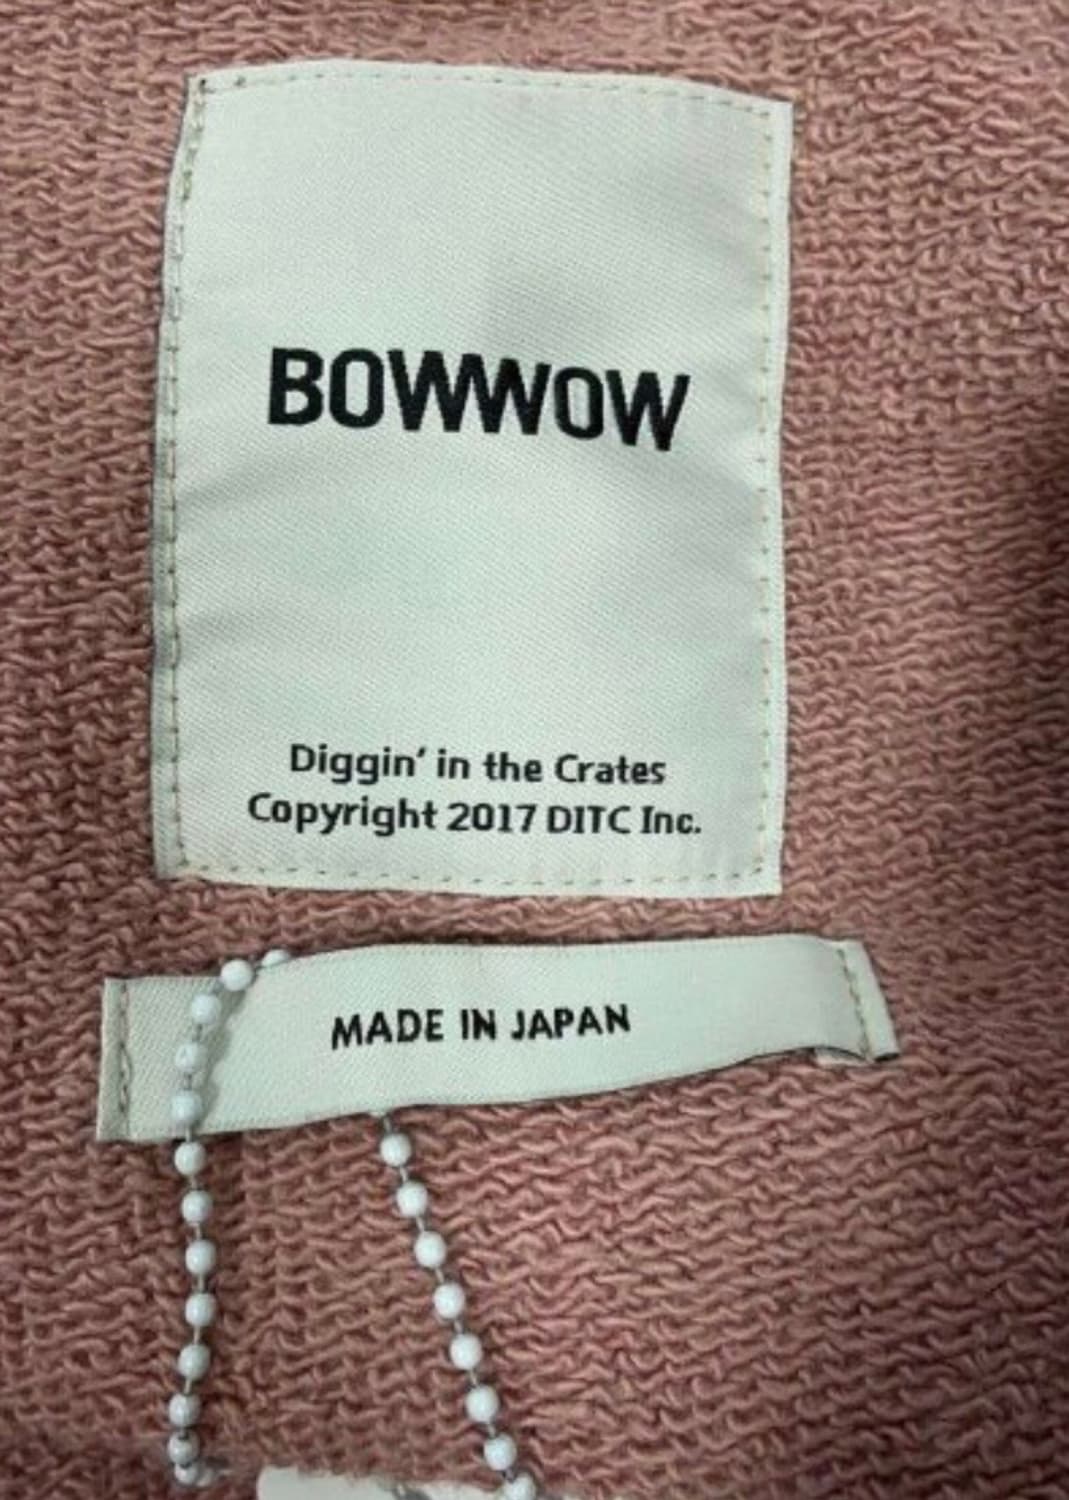 BOWWOW
Diggin' in the Crates
Copyright 2017 DITC Inc.
MADE IN JAPAN